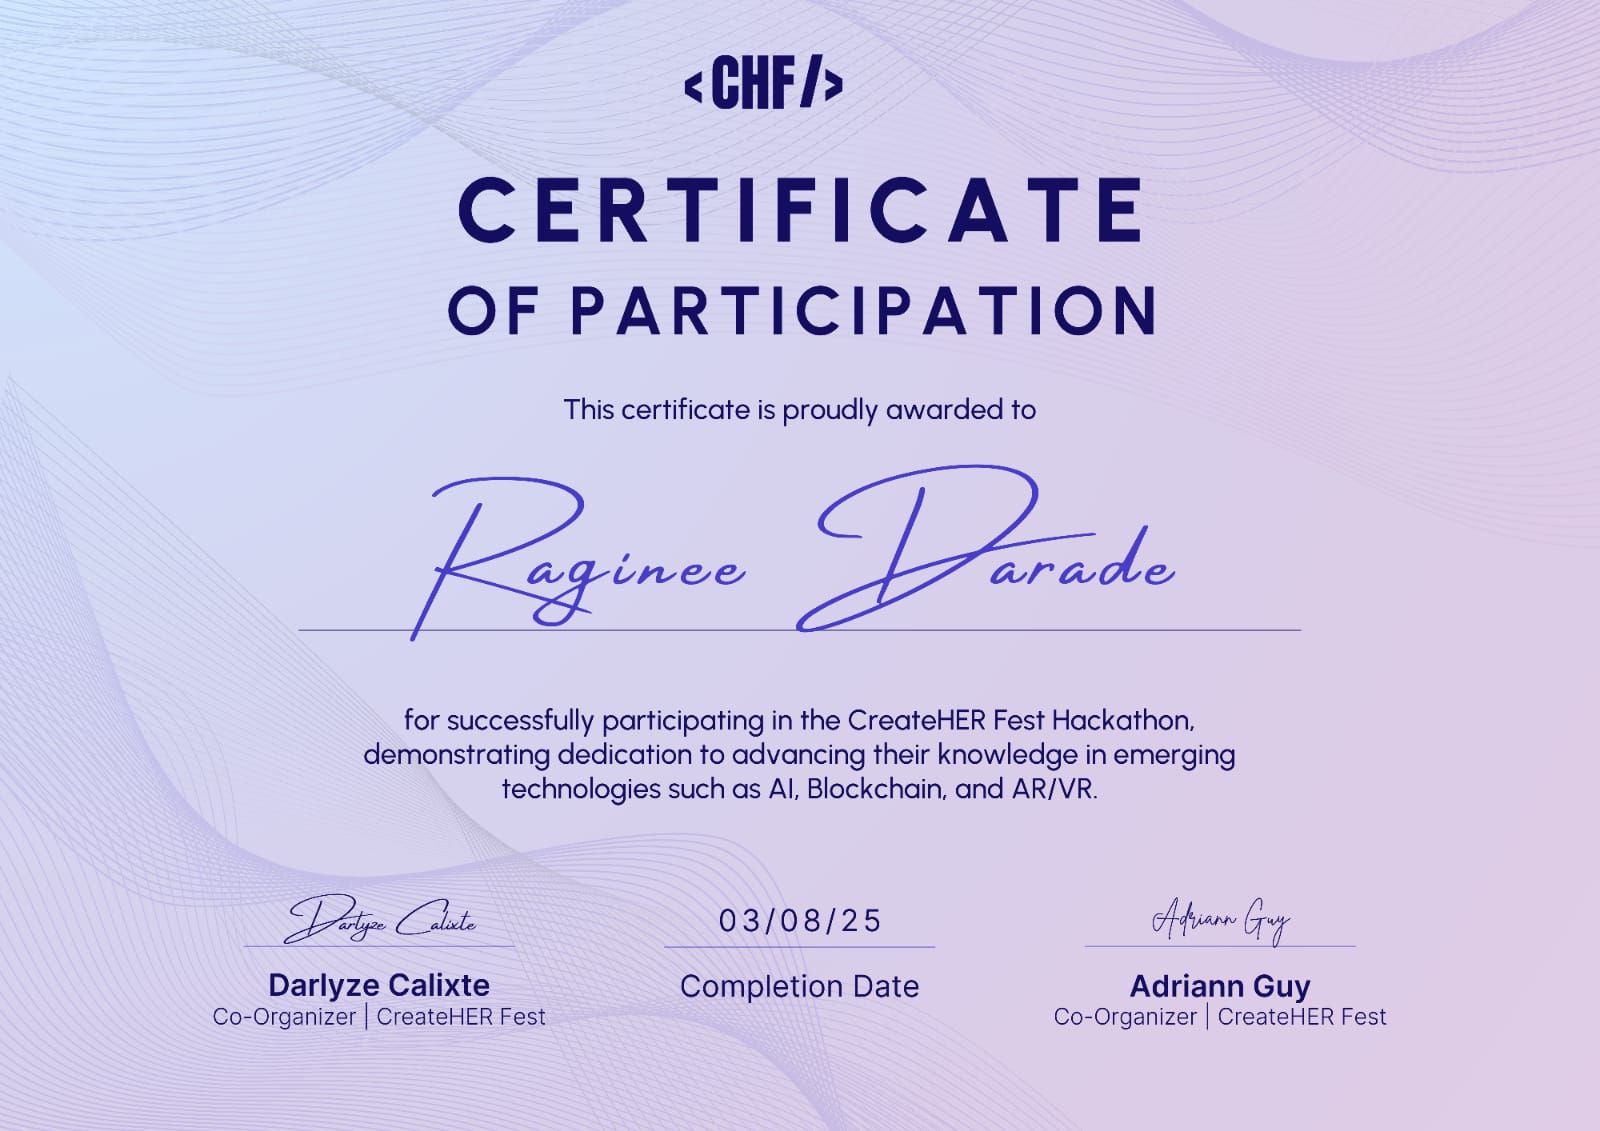 <CHF/>
CERTIFICATE
OF PARTICIPATION
This certificate is proudly awarded to
Raginee Darade
for successfully participating in the CreateHER Fest Hackathon,
demonstrating dedication to advancing their knowledge in emerging
technologies such as AI, Blockchain, and AR/VR.
Darlyze Calixte
Darlyze Calixte
Co-Organizer | CreateHER Fest
03/08/25
Completion Date
Adriann Guy
Adriann Guy
Co-Organizer | CreateHER Fest